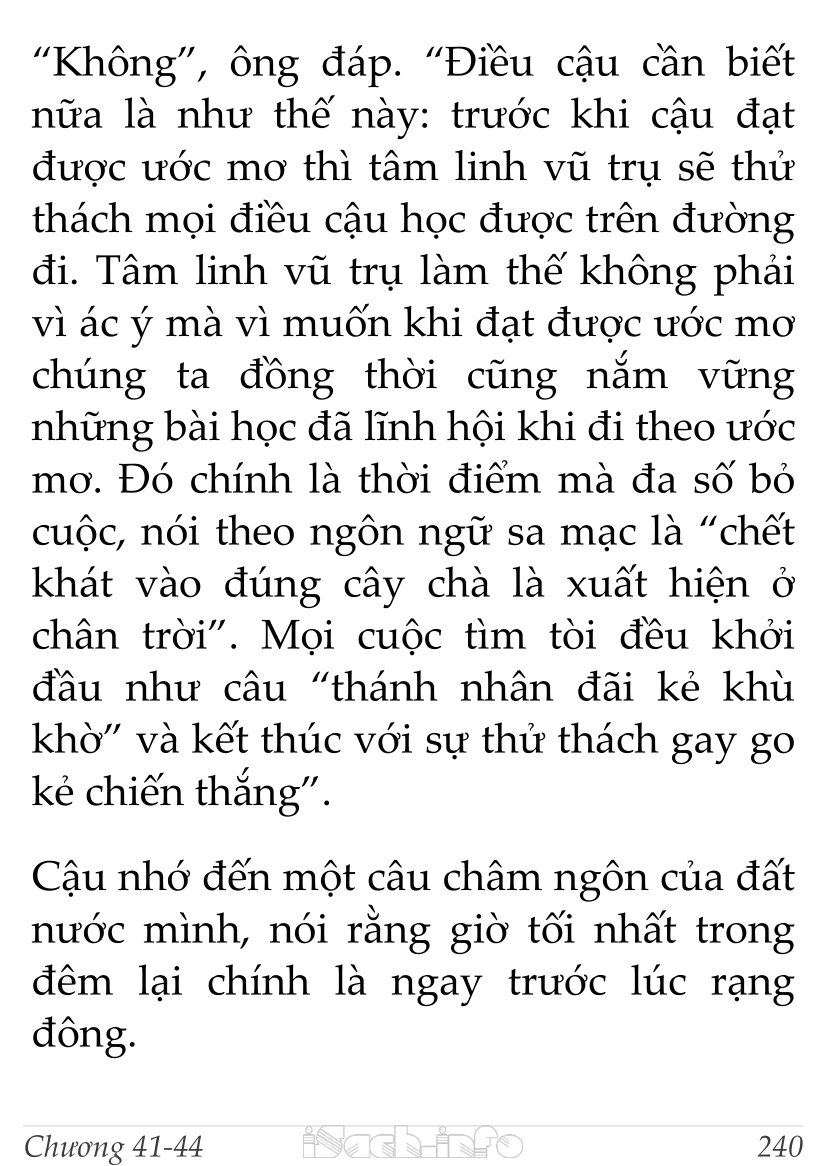 “Không”, ông đáp. “Điều cậu cần biết
nữa là như thế này: trước khi cậu đạt
được ước mơ thì tâm linh vũ trụ sẽ thử
thách mọi điều cậu học được trên đường
đi. Tâm linh vũ trụ làm thế không phải
vì ác ý mà vì muốn khi đạt được ước mơ
chúng ta đồng thời cũng nắm vững
những bài học đã lĩnh hội khi đi theo ước
mơ. Đó chính là thời điểm mà đa số bỏ
cuộc, nói theo ngôn ngữ sa mạc là “chết
khát vào đúng cây chà là xuất hiện ở
chân trời”. Mọi cuộc tìm tòi đều khởi
đầu như câu “thánh nhân đãi kẻ khù
khờ” và kết thúc với sự thử thách gay go
kẻ chiến thắng”.
Cậu nhớ đến một câu châm ngôn của đất
nước mình, nói rằng giờ tối nhất trong
đêm lại chính là ngay trước lúc rạng
đông.
Chương 41-44 iSach.info 240